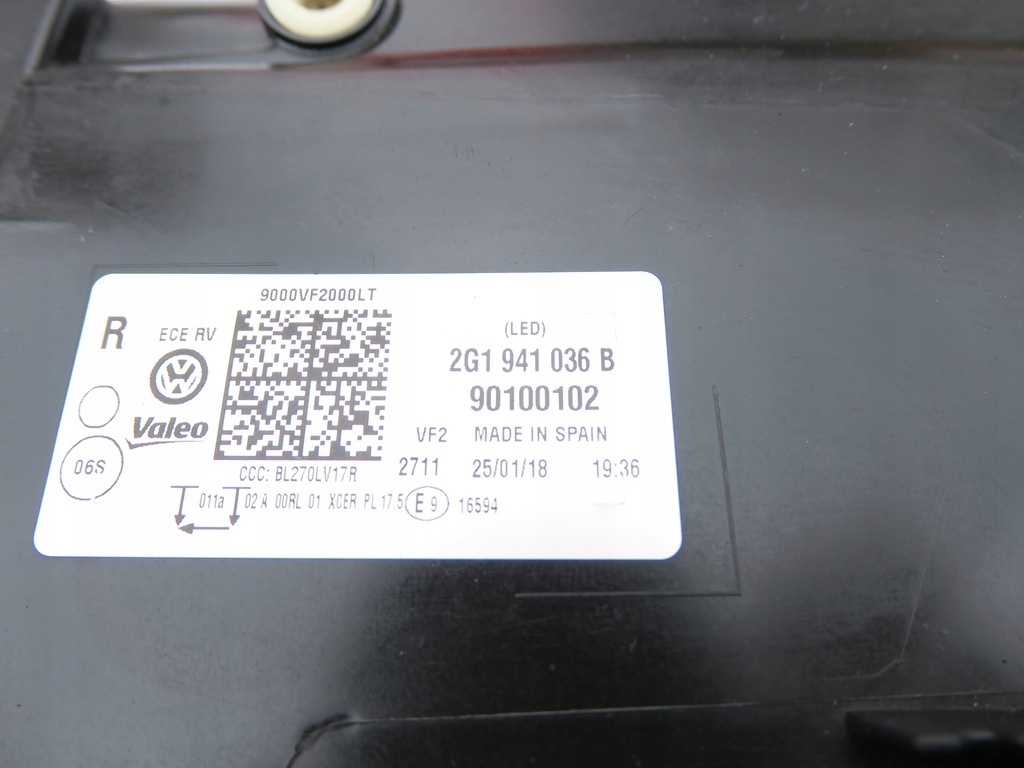 9000VF2000LT
R
ECE RV
(LED)
2G1 941 036 B
90100102
Valeo
VF2 MADE IN SPAIN
06S
CCC: BL270LV17R
2711 25/01/18 19:36
011a 02 A 00RL 01 XCER PL 17.5 E 9 16594